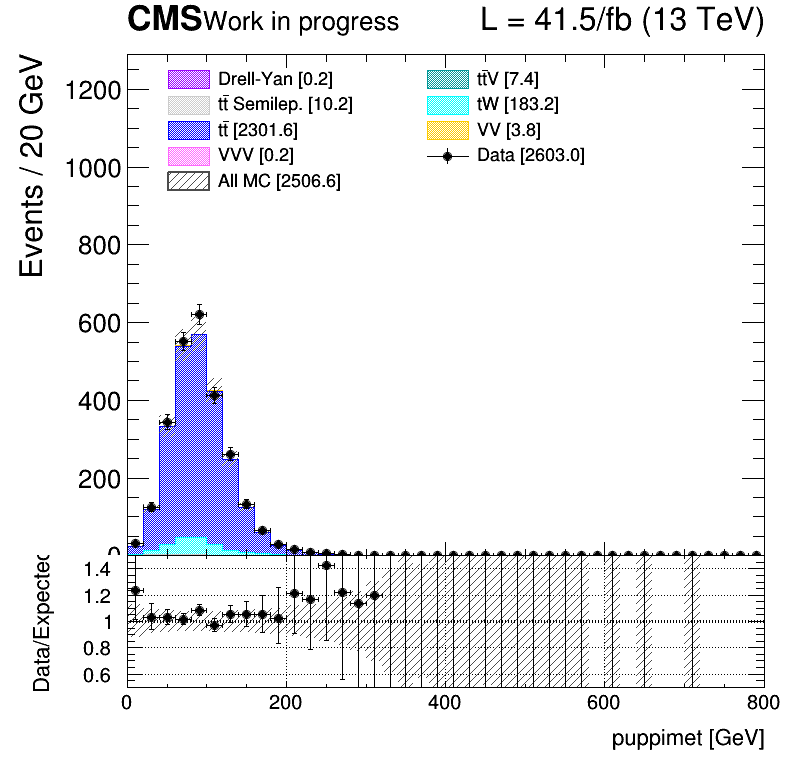 CMS Work in progress L = 41.5/fb (13 TeV)
Events / 20 GeV
1200
1000
800
600
400
200
0
Drell-Yan [0.2]
tt̄ Semilep. [10.2]
tt̄ [2301.6]
VVV [0.2]
All MC [2506.6]
tt̄V [7.4]
tW [183.2]
VV [3.8]
Data [2603.0]
Data/Expected
1.4
1.2
1
0.8
0.6
0 200 400 600 800
puppimet [GeV]